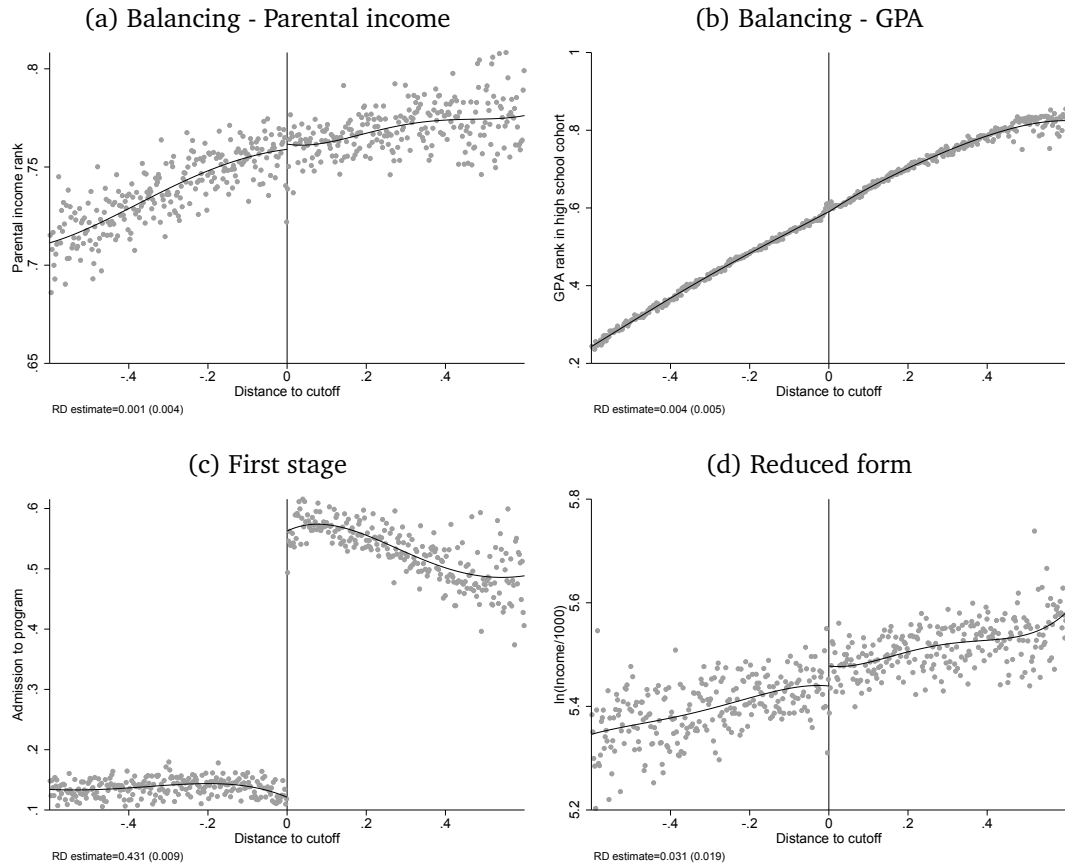 (a) Balancing - Parental income
Parental income rank
.65 .7 .75 .8
-.4 -.2 0 .2 .4
Distance to cutoff
RD estimate=0.001 (0.004)
(b) Balancing - GPA
GPA rank in high school cohort
.2 .4 .6 .8 1
-.4 -.2 0 .2 .4
Distance to cutoff
RD estimate=0.004 (0.005)
(c) First stage
Admission to program
.1 .2 .3 .4 .5 .6
-.4 -.2 0 .2 .4
Distance to cutoff
RD estimate=0.431 (0.009)
(d) Reduced form
ln(Income/1000)
5.2 5.4 5.6 5.8
-.4 -.2 0 .2 .4
Distance to cutoff
RD estimate=0.031 (0.019)